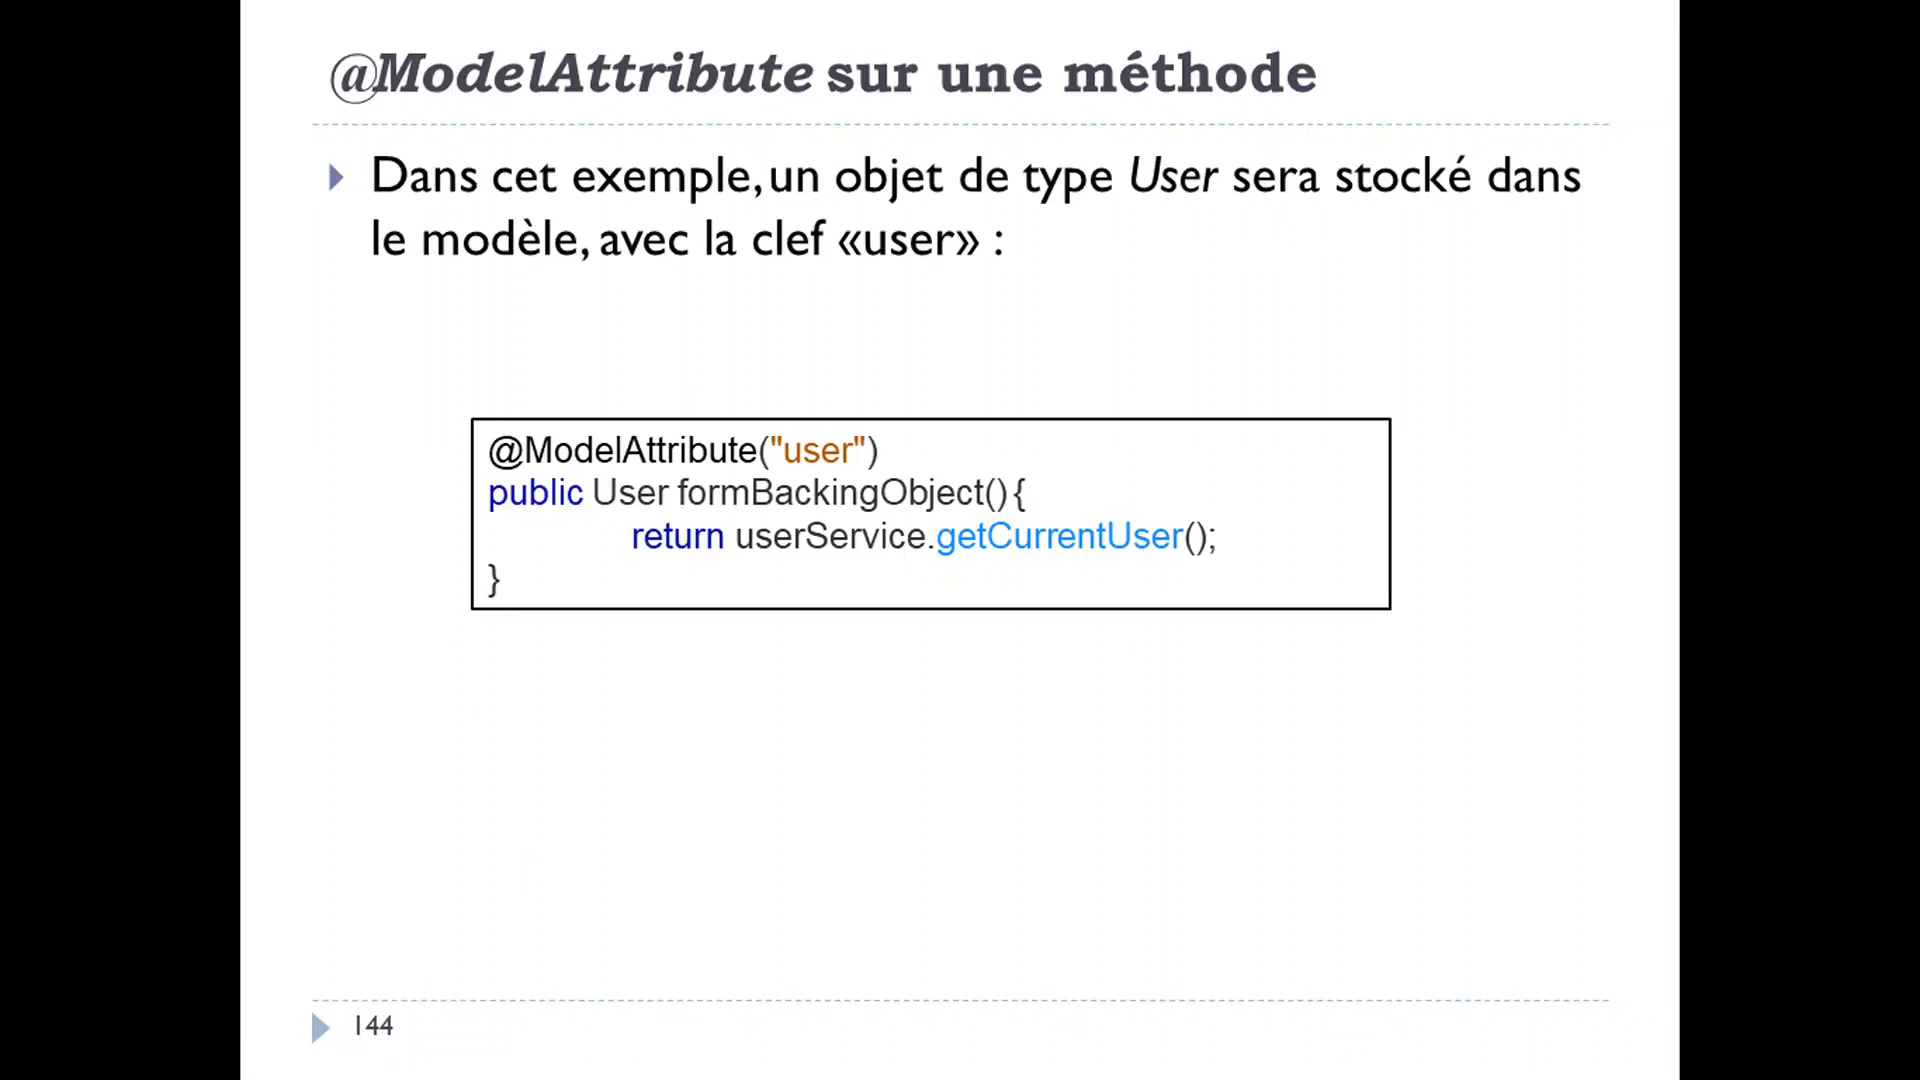 @ModelAttribute sur une méthode
Dans cet exemple, un objet de type User sera stocké dans
le modèle, avec la clef «user» :
@ModelAttribute("user")
public User formBackingObject() {
return userService.getCurrentUser();
}
144